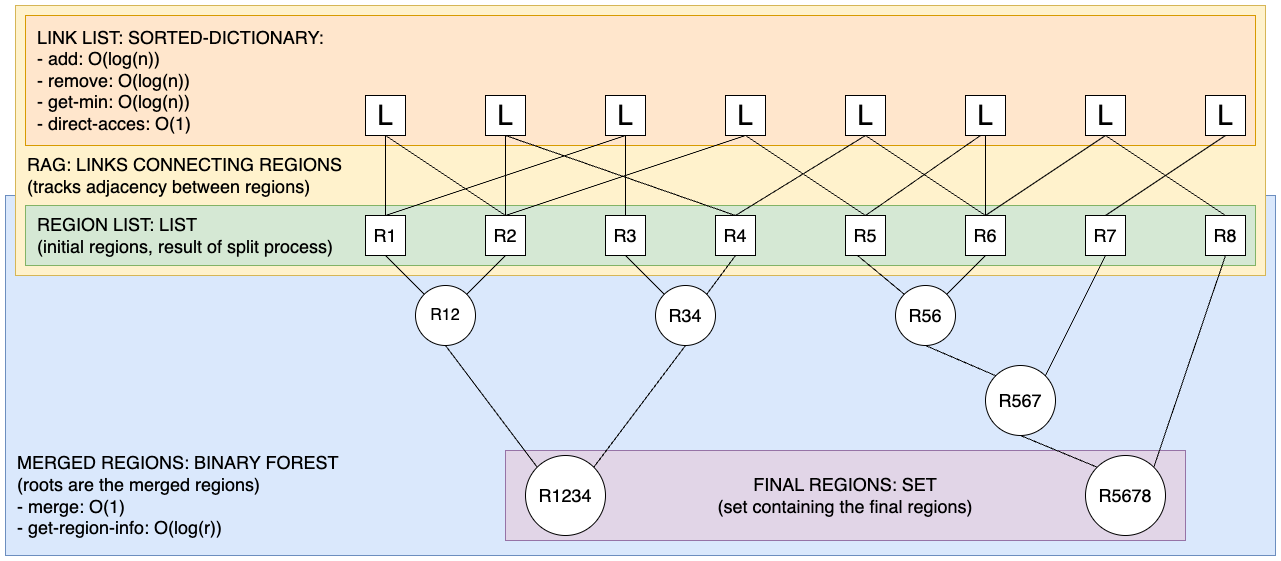 LINK LIST: SORTED-DICTIONARY:
- add: O(log(n))
- remove: O(log(n))
- get-min: O(log(n))
- direct-acces: O(1)
L L L L L L L L
RAG: LINKS CONNECTING REGIONS
(tracks adjacency between regions)
REGION LIST: LIST
(initial regions, result of split process)
R1 R2 R3 R4 R5 R6 R7 R8
R12 R34 R56
R567
MERGED REGIONS: BINARY FOREST
(roots are the merged regions)
- merge: O(1)
- get-region-info: O(log(r))
R1234
FINAL REGIONS: SET
(set containing the final regions)
R5678